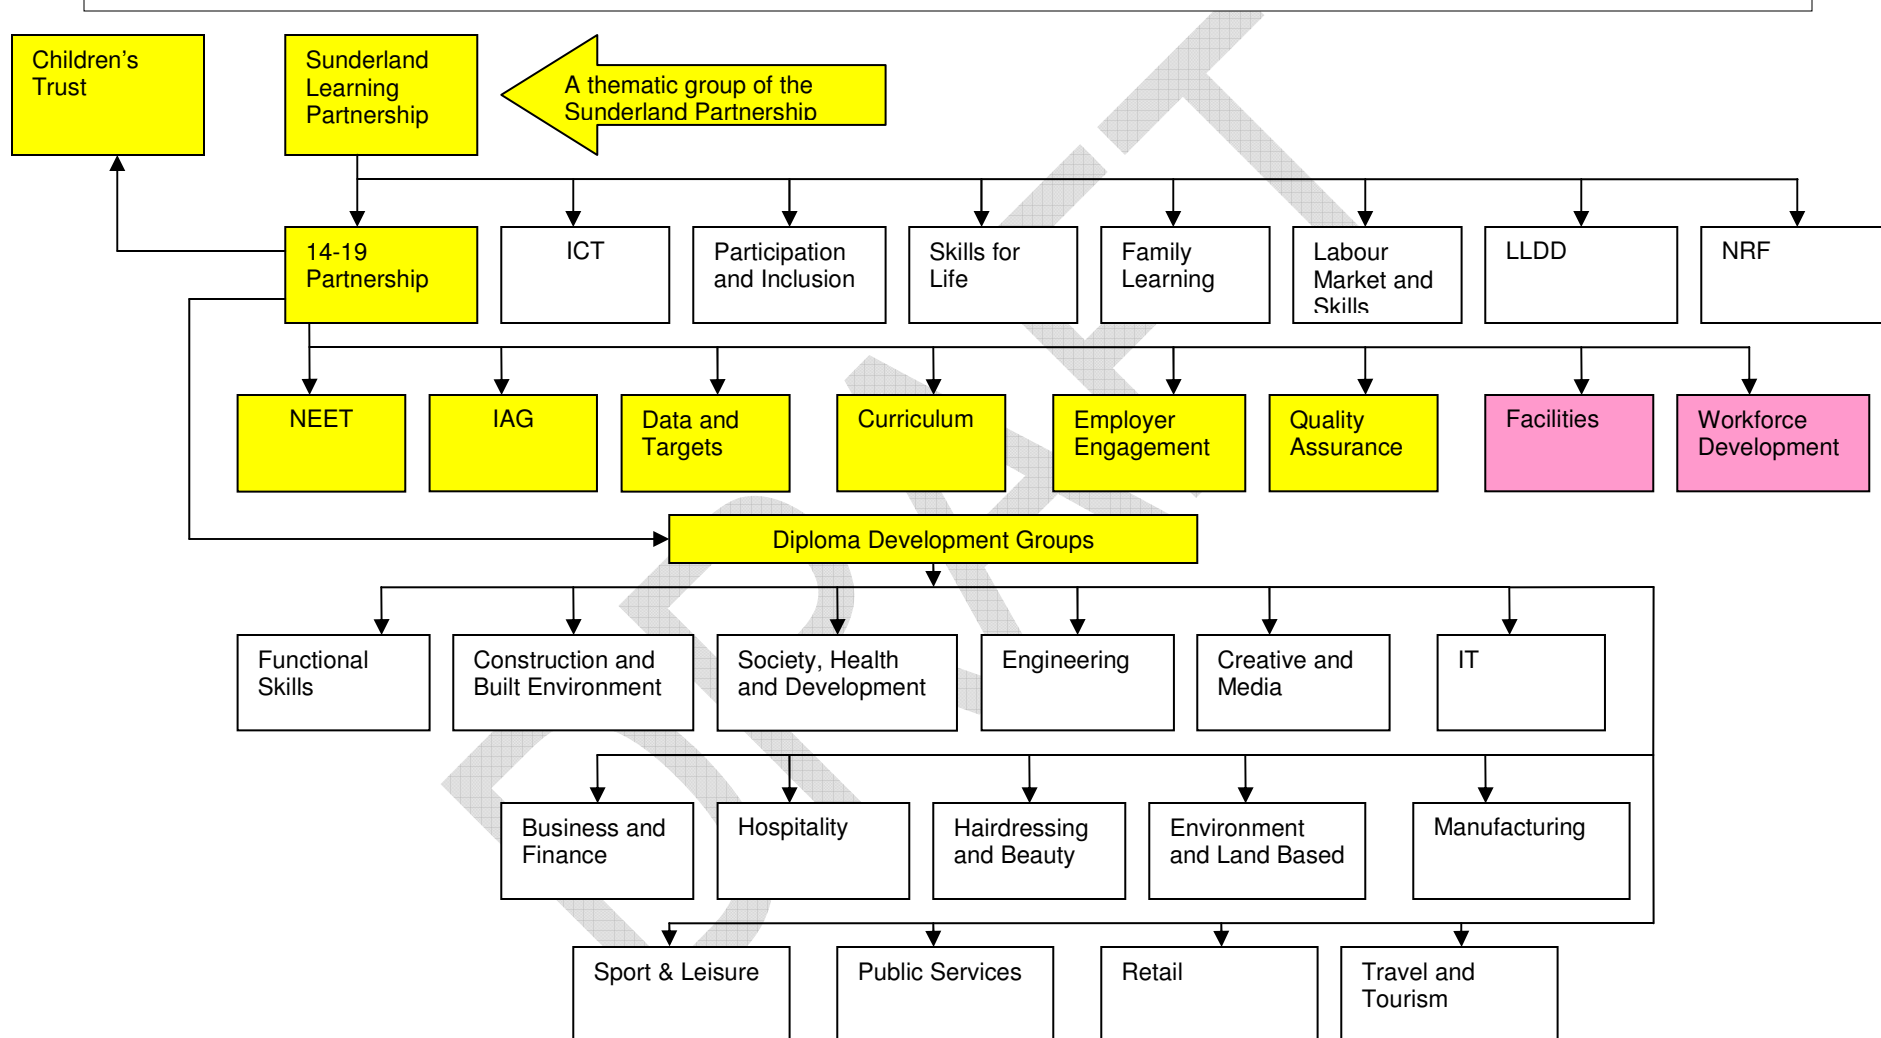 Children's
Trust
Sunderland
Learning
Partnership
A thematic group of the
Sunderland Partnership
14-19
Partnership
ICT
Participation
and Inclusion
Skills for
Life
Family
Learning
Labour
Market and
Skills
LLDD
NRF
NEET
IAG
Data and
Targets
Curriculum
Employer
Engagement
Quality
Assurance
Facilities
Workforce
Development
Diploma Development Groups
Functional
Skills
Construction and
Built Environment
Society, Health
and Development
Engineering
Creative and
Media
IT
Business and
Finance
Hospitality
Hairdressing
and Beauty
Environment
and Land Based
Manufacturing
Sport & Leisure
Public Services
Retail
Travel and
Tourism
DRAFT